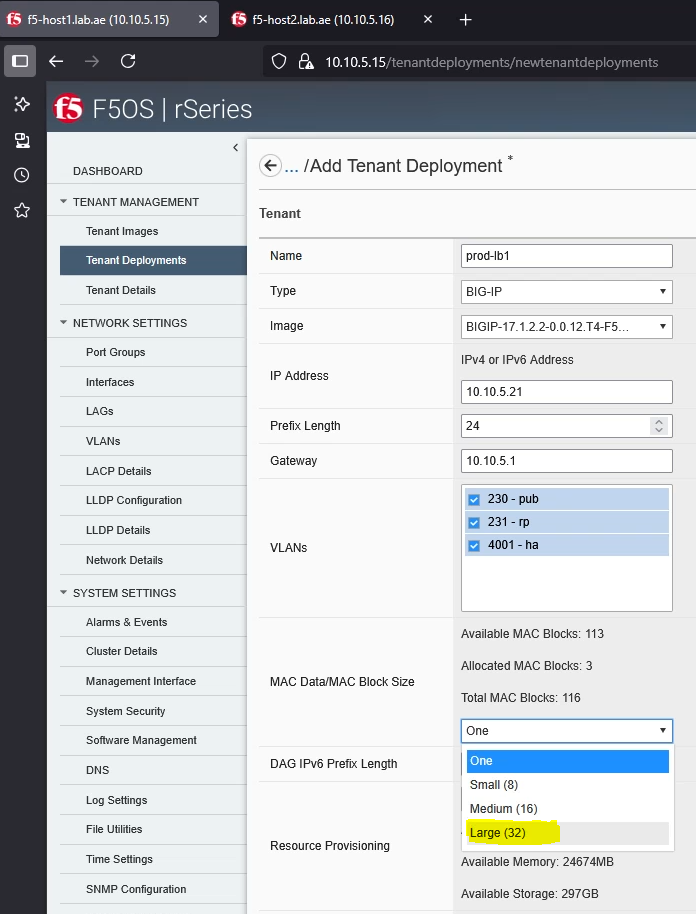 f5-host1.lab.ae (10.10.5.15)
f5-host2.lab.ae (10.10.5.16)
10.10.5.15/tenantdeployments/newtenantdeployments
f5 F5OS | rSeries
DASHBOARD
TENANT MANAGEMENT
Tenant Images
Tenant Deployments
Tenant Details
NETWORK SETTINGS
Port Groups
Interfaces
LAGs
VLANs
LACP Details
LLDP Configuration
LLDP Details
Network Details
SYSTEM SETTINGS
Alarms & Events
Cluster Details
Management Interface
System Security
Software Management
DNS
Log Settings
File Utilities
Time Settings
SNMP Configuration
... /Add Tenant Deployment *
Tenant
Name
prod-lb1
Type
BIG-IP
Image
BIGIP-17.1.2.2-0.0.12.T4-F5...
IP Address
IPv4 or IPv6 Address
10.10.5.21
Prefix Length
24
Gateway
10.10.5.1
VLANs
230 - pub
231 - rp
4001 - ha
MAC Data/MAC Block Size
Available MAC Blocks: 113
Allocated MAC Blocks: 3
Total MAC Blocks: 116
One
One
Small (8)
Medium (16)
Large (32)
DAG IPv6 Prefix Length
Resource Provisioning
Available Memory: 24674MB
Available Storage: 297GB